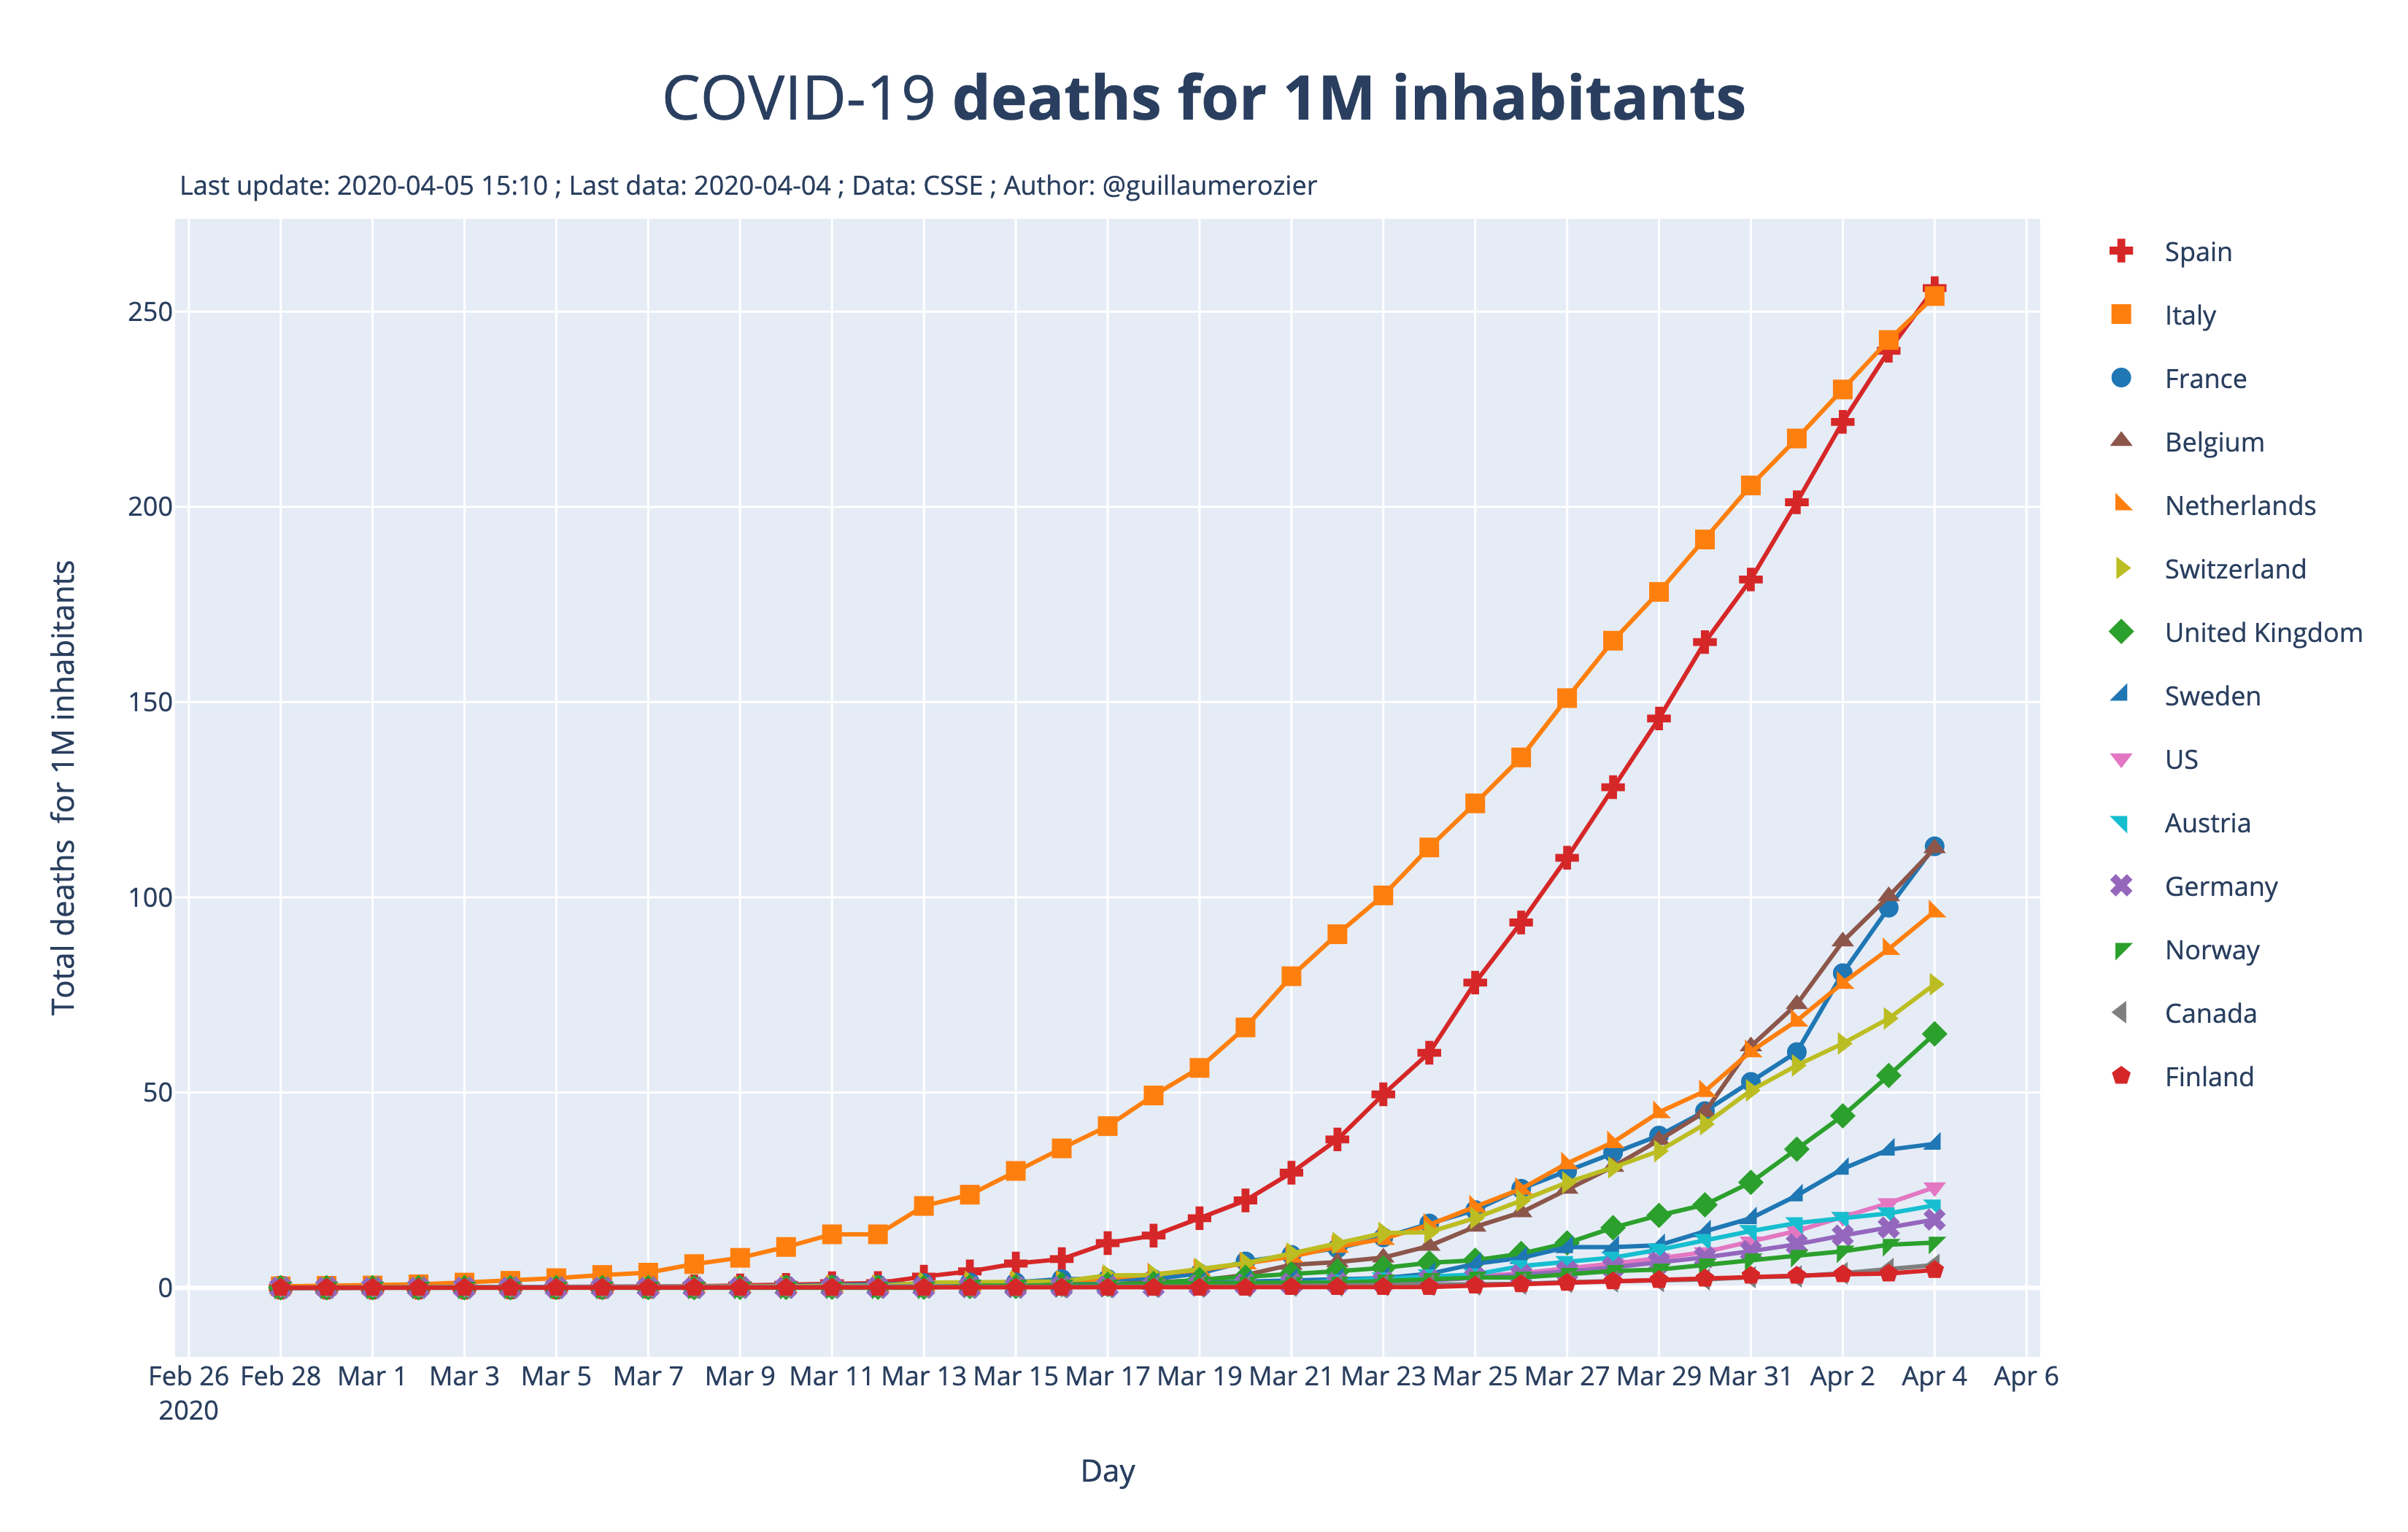 COVID-19 deaths for 1M inhabitants
Last update: 2020-04-05 15:10 ; Last data: 2020-04-04 ; Data: CSSE ; Author: @guillaumerozier
Total deaths  for 1M inhabitants
250
200
150
100
50
0
Feb 26 Feb 28 Mar 1 Mar 3 Mar 5 Mar 7 Mar 9 Mar 11 Mar 13 Mar 15 Mar 17 Mar 19 Mar 21 Mar 23 Mar 25 Mar 27 Mar 29 Mar 31 Apr 2 Apr 4 Apr 6
2020
Day
Spain
Italy
France
Belgium
Netherlands
Switzerland
United Kingdom
Sweden
US
Austria
Germany
Norway
Canada
Finland